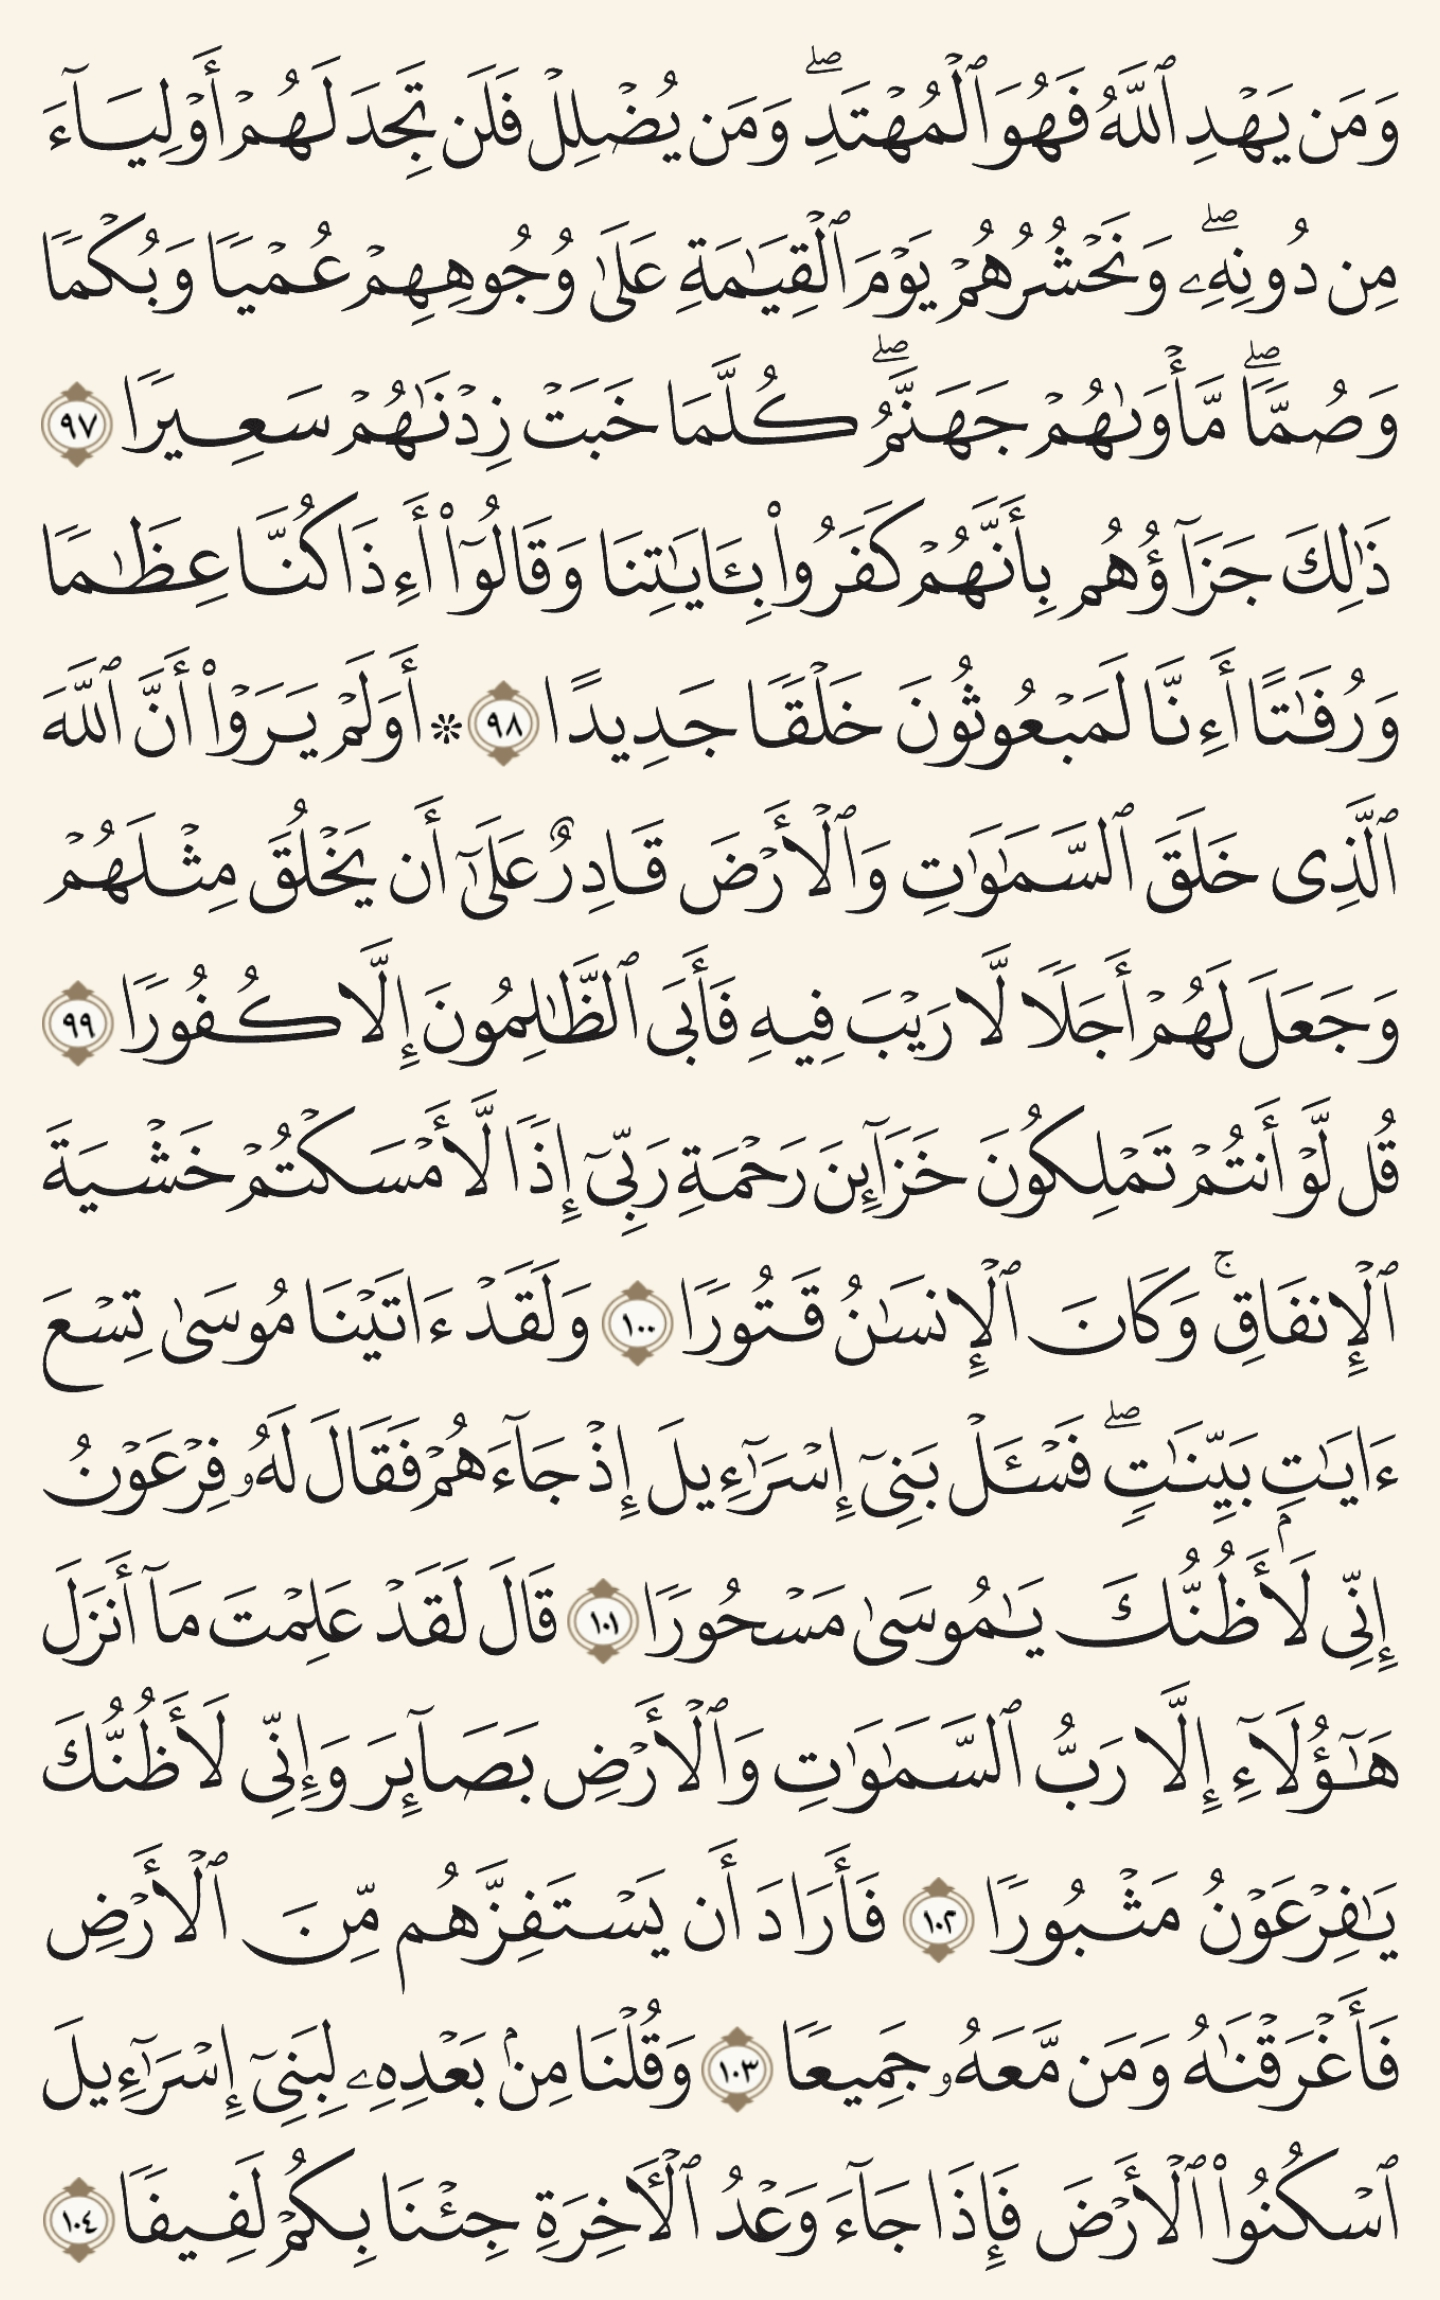 وَمَن يَهۡدِ ٱللَّهُ فَهُوَ ٱلۡمُهۡتَدِۖ وَمَن يُضۡلِلۡ فَلَن تَجِدَ لَهُمۡ أَوۡلِيَآءَ
مِن دُونِهِۦۖ وَنَحۡشُرُهُمۡ يَوۡمَ ٱلۡقِيَٰمَةِ عَلَىٰ وُجُوهِهِمۡ عُمۡيٗا وَبُكۡمٗا
وَصُمّٗاۖ مَّأۡوَىٰهُمۡ جَهَنَّمُۖ كُلَّمَا خَبَتۡ زِدۡنَٰهُمۡ سَعِيرٗا ٩٧
ذَٰلِكَ جَزَآؤُهُم بِأَنَّهُمۡ كَفَرُواْ بِـَٔايَٰتِنَا وَقَالُوٓاْ أَءِذَا كُنَّا عِظَٰمٗا
وَرُفَٰتًا أَءِنَّا لَمَبۡعُوثُونَ خَلۡقٗا جَدِيدًا ٩٨ ۞ أَوَلَمۡ يَرَوۡاْ أَنَّ ٱللَّهَ
ٱلَّذِى خَلَقَ ٱلسَّمَٰوَٰتِ وَٱلۡأَرۡضَ قَادِرٌ عَلَىٰٓ أَن يَخۡلُقَ مِثۡلَهُمۡ
وَجَعَلَ لَهُمۡ أَجَلٗا لَّا رَيۡبَ فِيهِ فَأَبَى ٱلظَّٰلِمُونَ إِلَّا كُفُورٗا ٩٩
قُل لَّوۡ أَنتُمۡ تَمۡلِكُونَ خَزَآئِنَ رَحۡمَةِ رَبِّىٓ إِذٗا لَّأَمۡسَكۡتُمۡ خَشۡيَةَ
ٱلۡإِنفَاقِۚ وَكَانَ ٱلۡإِنسَٰنُ قَتُورٗا ١٠٠ وَلَقَدۡ ءَاتَيۡنَا مُوسَىٰ تِسۡعَ
ءَايَٰتِۭ بَيِّنَٰتٖۖ فَسۡـَٔلۡ بَنِىٓ إِسۡرَٰٓءِيلَ إِذۡ جَآءَهُمۡ فَقَالَ لَهُۥ فِرۡعَوۡنُ
إِنِّى لَأَظُنُّكَ يَٰمُوسَىٰ مَسۡحُورٗا ١٠١ قَالَ لَقَدۡ عَلِمۡتَ مَآ أَنزَلَ
هَٰٓؤُلَآءِ إِلَّا رَبُّ ٱلسَّمَٰوَٰتِ وَٱلۡأَرۡضِ بَصَآئِرَ وَإِنِّى لَأَظُنُّكَ
يَٰفِرۡعَوۡنُ مَثۡبُورٗا ١٠٢ فَأَرَادَ أَن يَسۡتَفِزَّهُم مِّنَ ٱلۡأَرۡضِ
فَأَغۡرَقۡنَٰهُ وَمَن مَّعَهُۥ جَمِيعٗا ١٠٣ وَقُلۡنَا مِنۢ بَعۡدِهِۦ لِبَنِىٓ إِسۡرَٰٓءِيلَ
ٱسۡكُنُواْ ٱلۡأَرۡضَ فَإِذَا جَآءَ وَعۡدُ ٱلۡأٓخِرَةِ جِئۡنَا بِكُمۡ لَفِيفٗا ١٠٤